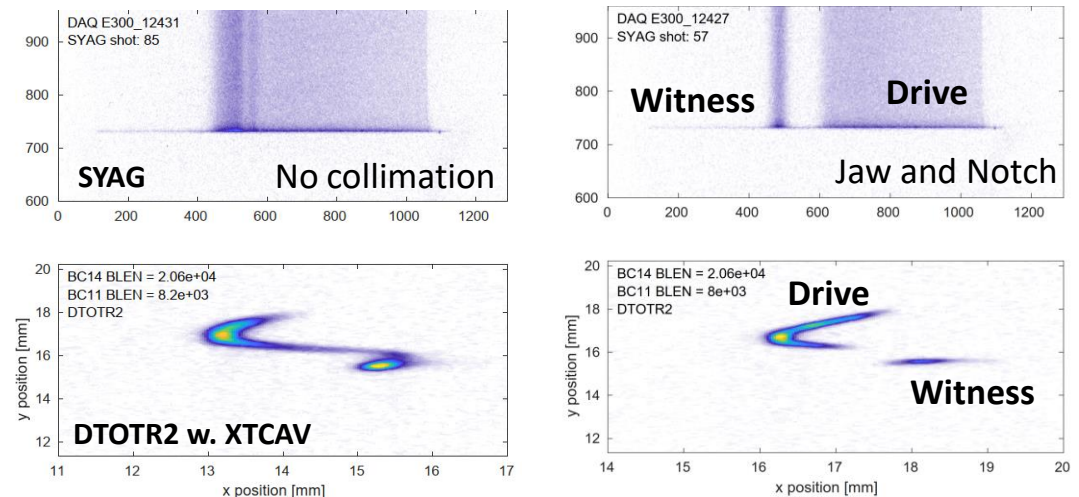 DAQ E300_12431
SYAG shot: 85
900
800
700
600
SYAG
No collimation
0 200 400 600 800 1000 1200
DAQ E300_12427
SYAG shot: 57
900
800
700
600
Witness
Drive
Jaw and Notch
0 200 400 600 800 1000 1200
BC14 BLEN = 2.06e+04
BC11 BLEN = 8.2e+03
DTOTR2
y position [mm]
20
18
16
14
12
DTOTR2 w. XTCAV
11 12 13 14 15 16 17
x position [mm]
BC14 BLEN = 2.06e+04
BC11 BLEN = 8e+03
DTOTR2
y position [mm]
20
18
16
14
12
Drive
Witness
14 15 16 17 18 19 20
x position [mm]